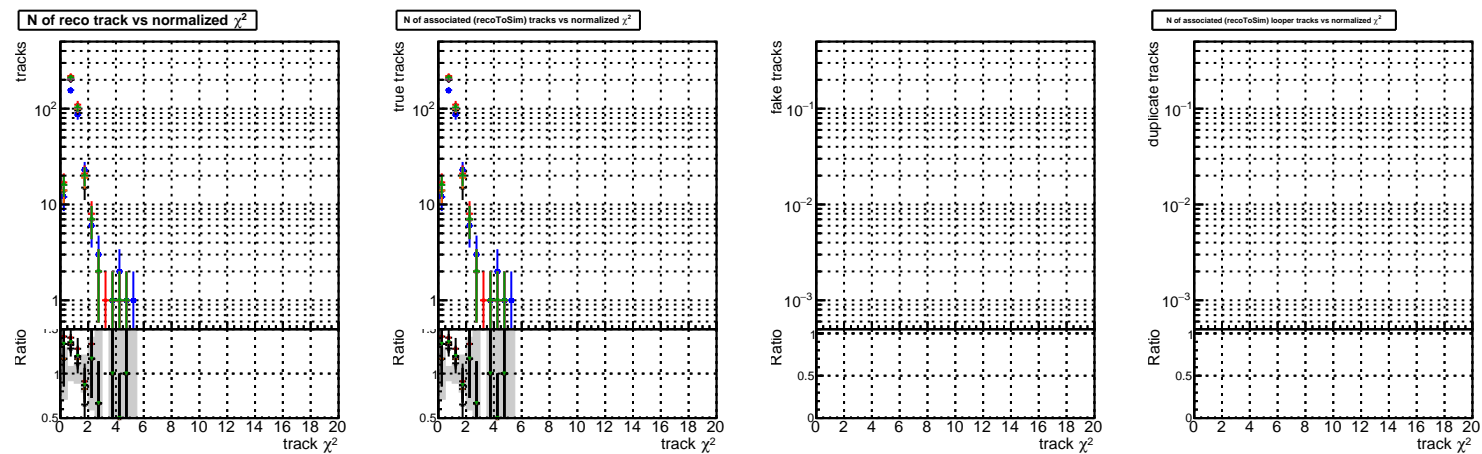 N of reco track vs normalized χ²
tracks
10²
10
1
Ratio
1.5
1
0.5
0 2 4 6 8 10 12 14 16 18 20
track χ²
N of associated (recoToSim) tracks vs normalized χ²
true tracks
10²
10
1
Ratio
1.5
1
0.5
0 2 4 6 8 10 12 14 16 18 20
track χ²
fake tracks
10⁻¹
10⁻²
10⁻³
Ratio
1
0.5
0
0 2 4 6 8 10 12 14 16 18 20
track χ²
N of associated (recoToSim) looper tracks vs normalized χ²
duplicate tracks
10⁻¹
10⁻²
10⁻³
Ratio
1
0.5
0
0 2 4 6 8 10 12 14 16 18 20
track χ²